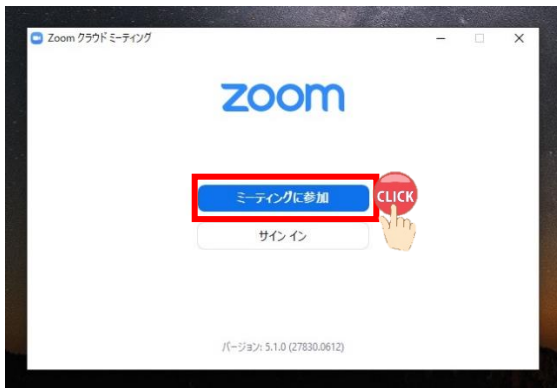 Zoom クラウド ミーティング
zoom
ミーティングに参加
CLICK
サイン イン
バージョン: 5.1.0 (27830.0612)